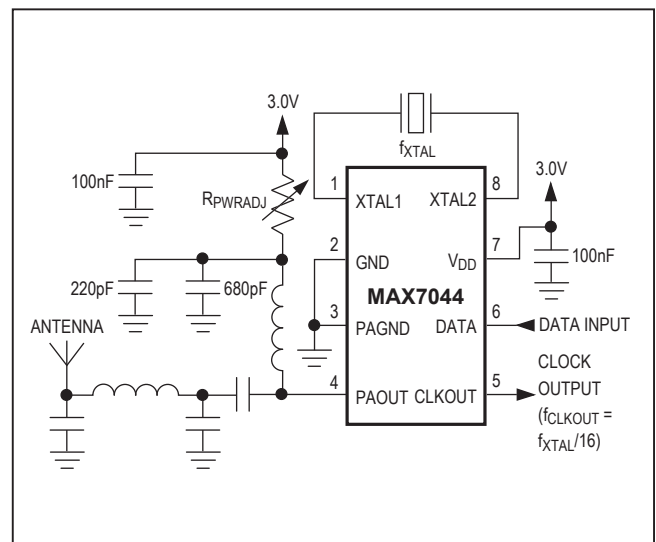 3.0V
fXTAL
3.0V
100nF
RPWRADJ
1
8
XTAL1
XTAL2
2
7
GND
VDD
100nF
220pF
680pF
MAX7044
3
6
PAGND
DATA
DATA INPUT
ANTENNA
4
5
PAOUT
CLKOUT
CLOCK
OUTPUT
(fCLKOUT =
fXTAL/16)